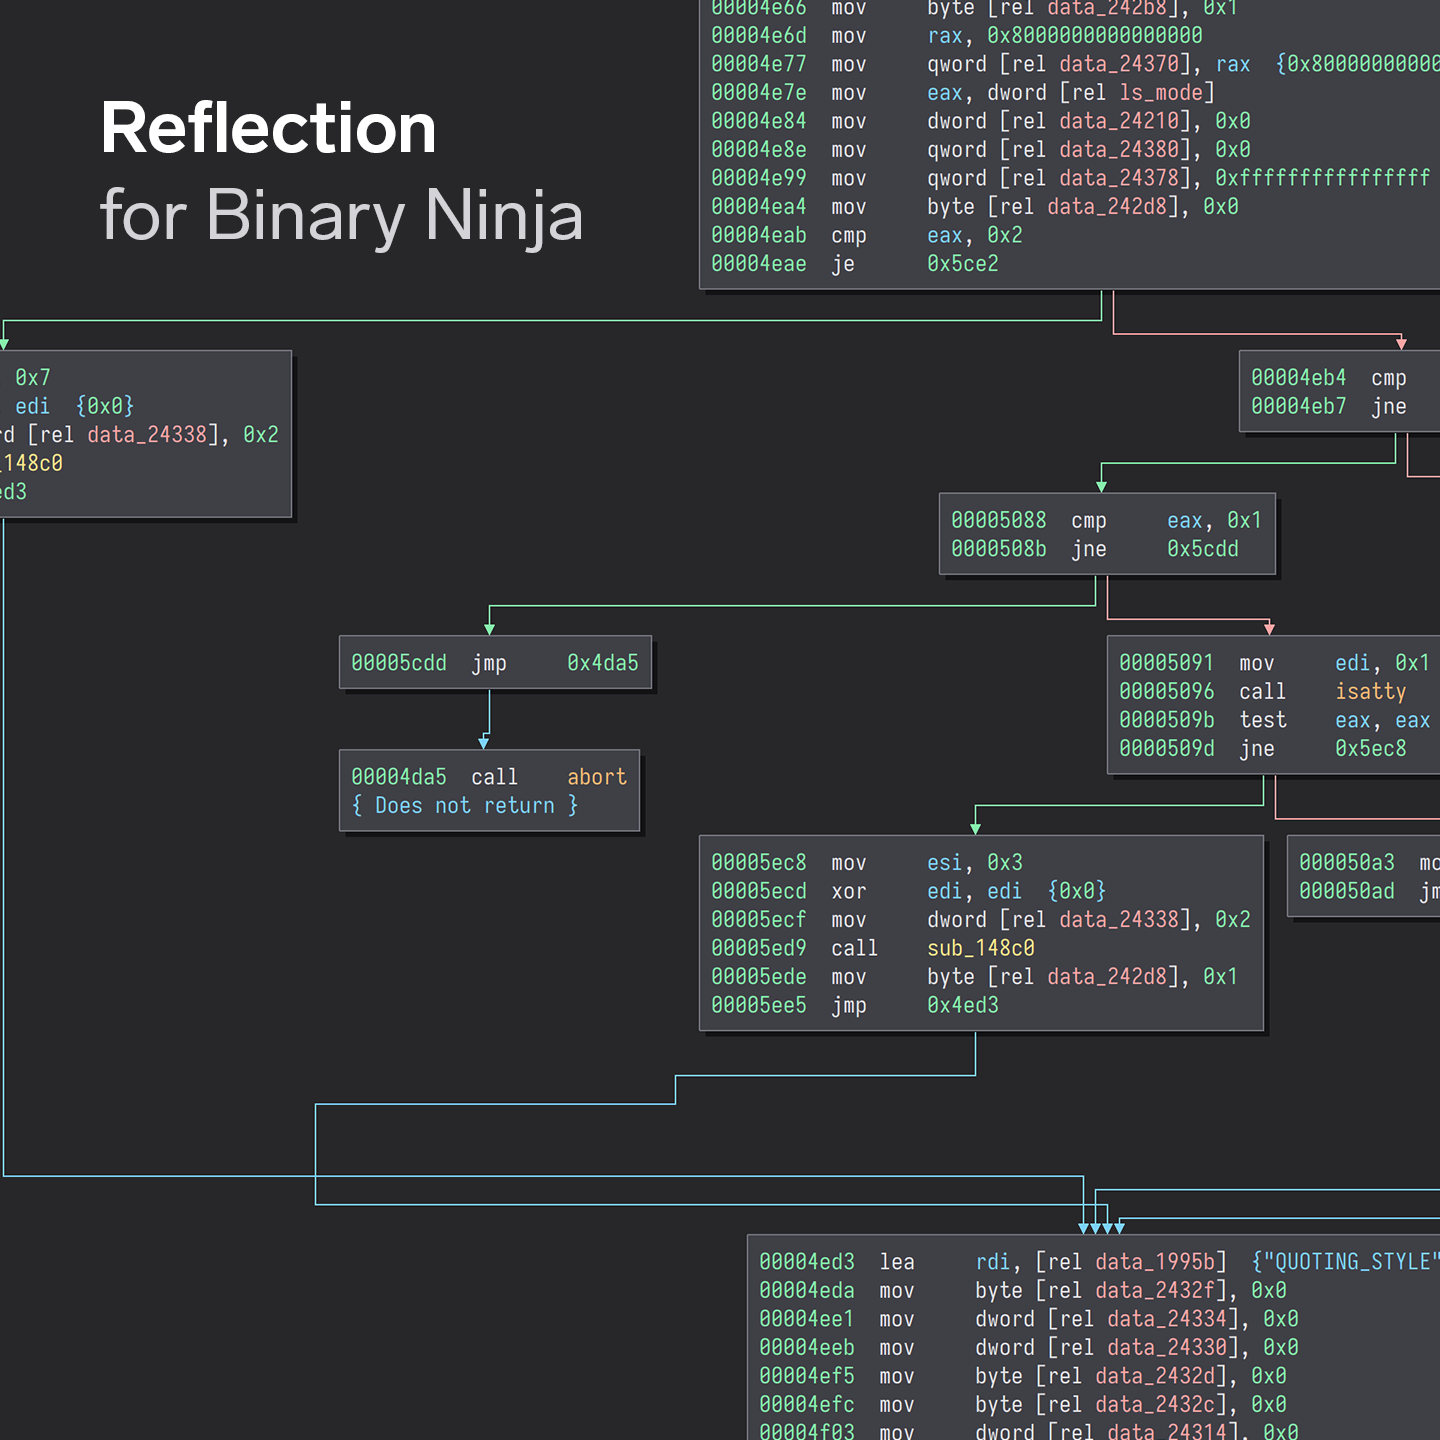 Reflection
for Binary Ninja
00004e66 mov byte [rel data_242b8], 0x1
00004e6d mov rax, 0x8000000000000000
00004e77 mov qword [rel data_24370], rax {0x80000000000
00004e7e mov eax, dword [rel ls_mode]
00004e84 mov dword [rel data_24210], 0x0
00004e8e mov qword [rel data_24380], 0x0
00004e99 mov qword [rel data_24378], 0xffffffffffffffff
00004ea4 mov byte [rel data_242d8], 0x0
00004eab cmp eax, 0x2
00004eae je 0x5ce2
0x7
edi {0x0}
rd [rel data_24338], 0x2
_148c0
ed3
00004eb4 cmp
00004eb7 jne
00005088 cmp eax, 0x1
0000508b jne 0x5cdd
00005cdd jmp 0x4da5
00005091 mov edi, 0x1
00005096 call isatty
0000509b test eax, eax
0000509d jne 0x5ec8
00004da5 call abort
{ Does not return }
00005ec8 mov esi, 0x3
00005ecd xor edi, edi {0x0}
00005ecf mov dword [rel data_24338], 0x2
00005ed9 call sub_148c0
00005ede mov byte [rel data_242d8], 0x1
00005ee5 jmp 0x4ed3
000050a3
000050ad
00004ed3 lea rdi, [rel data_1995b] {"QUOTING_STYLE"
00004eda mov byte [rel data_2432f], 0x0
00004ee1 mov dword [rel data_24334], 0x0
00004eeb mov dword [rel data_24330], 0x0
00004ef5 mov byte [rel data_2432d], 0x0
00004efc mov byte [rel data_2432c], 0x0
00004f03 mov dword [rel data_24314], 0x0